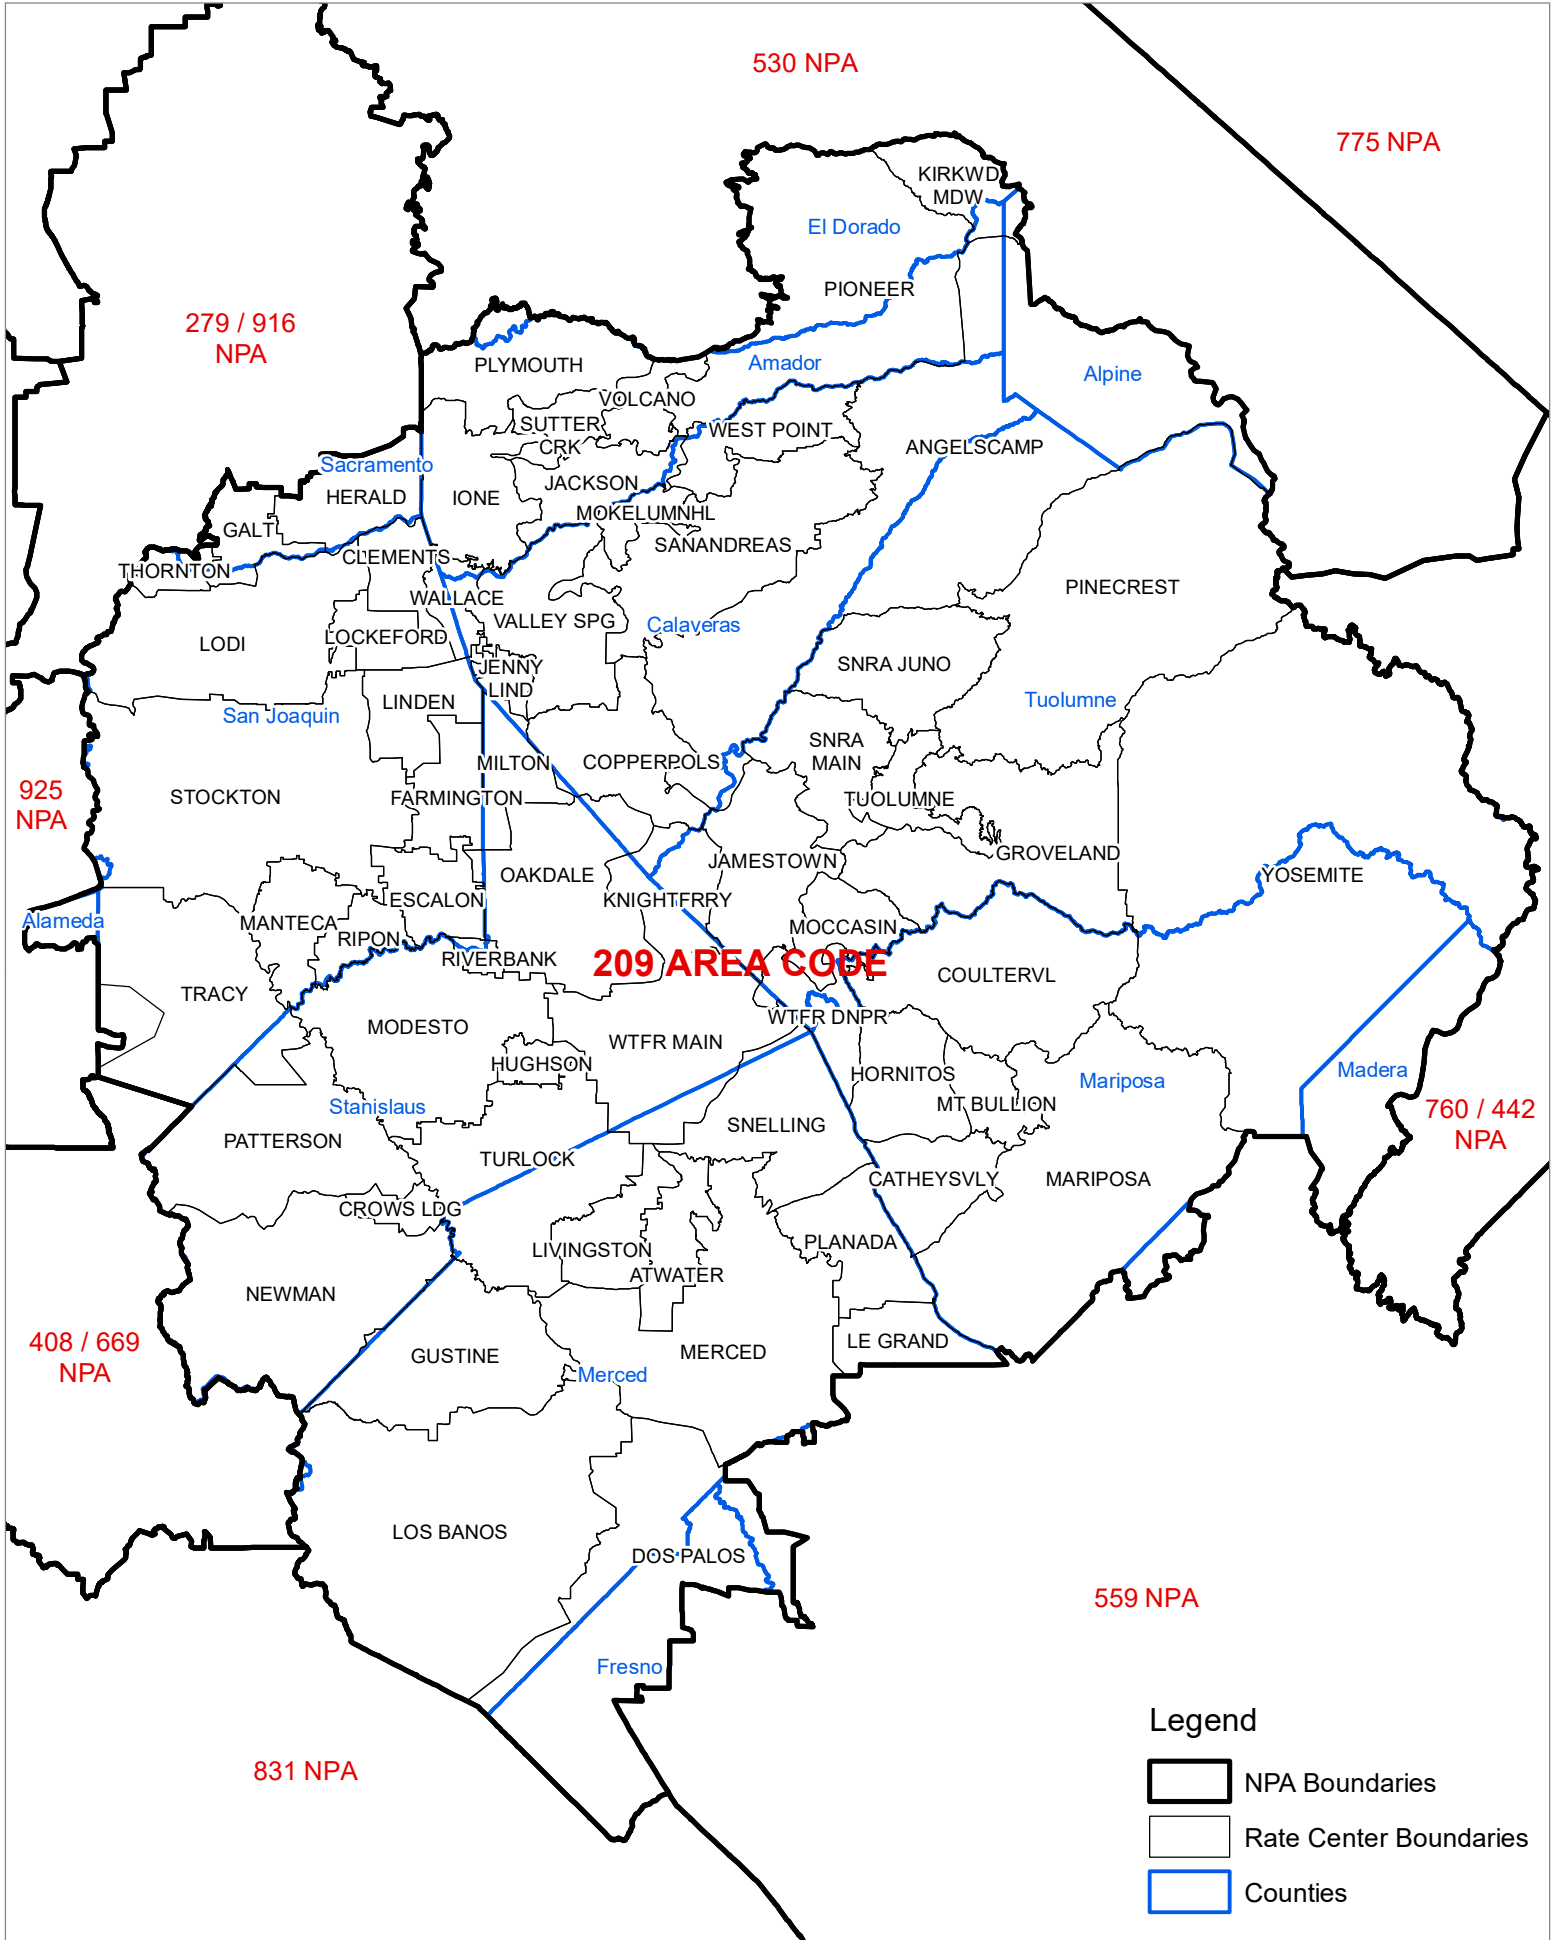 530 NPA
775 NPA
KIRKWD
MDW
El Dorado
PIONEER
279 / 916
NPA
PLYMOUTH
Amador
Alpine
VOLCANO
SUTTER
CRK
WEST POINT
ANGELSCAMP
Sacramento
HERALD
IONE
JACKSON
MOKELUMNHL
GALT
SANANDREAS
CLEMENTS
THORNTON
PINECREST
WALLACE
VALLEY SPG
Calaveras
LODI
LOCKEFORD
JENNY
LIND
SNRA JUNO
LINDEN
Tuolumne
San Joaquin
SNRA
MAIN
MILTON
COPPERPOLS
925
NPA
STOCKTON
FARMINGTON
TUOLUMNE
JAMESTOWN
GROVELAND
OAKDALE
YOSEMITE
ESCALON
KNIGHTFRRY
Alameda
MANTECA
RIPON
MOCCASIN
RIVERBANK
209 AREA CODE
COULTERVL
TRACY
MODESTO
WTFR DNPR
WTFR MAIN
HUGHSON
HORNITOS
Mariposa
Madera
Stanislaus
MT BULLION
760 / 442
NPA
PATTERSON
SNELLING
TURLOCK
CATHEYSVLY
MARIPOSA
CROWS LDG
LIVINGSTON
PLANADA
ATWATER
NEWMAN
408 / 669
NPA
LE GRAND
GUSTINE
MERCED
Merced
LOS BANOS
DOS PALOS
559 NPA
Fresno
831 NPA
Legend
NPA Boundaries
Rate Center Boundaries
Counties